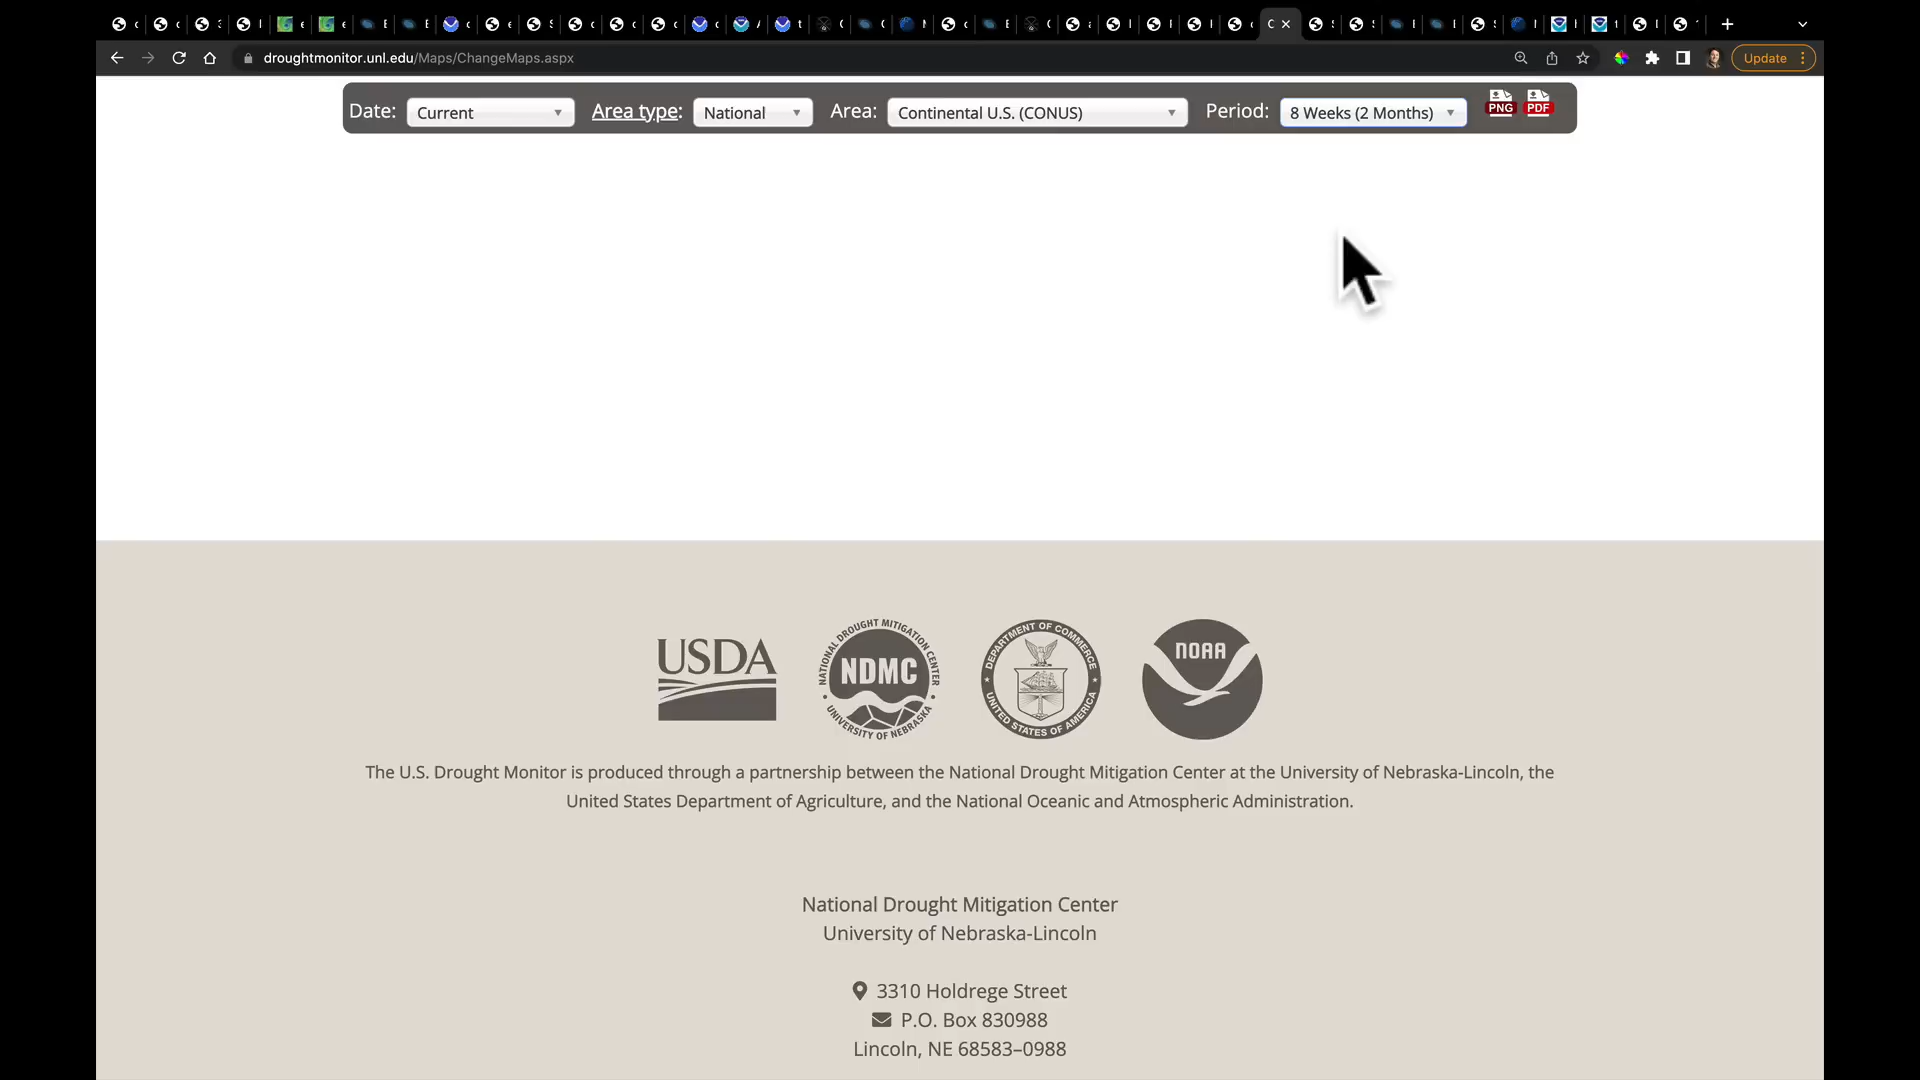 Update
droughtmonitor.unl.edu/Maps/ChangeMaps.aspx
Date: Current Area type: National Area: Continental U.S. (CONUS) Period: 8 Weeks (2 Months) PNG PDF
USDA
NATIONAL DROUGHT MITIGATION CENTER
NDMC
UNIVERSITY OF NEBRASKA
DEPARTMENT OF COMMERCE
UNITED STATES OF AMERICA
NOAA
The U.S. Drought Monitor is produced through a partnership between the National Drought Mitigation Center at the University of Nebraska-Lincoln, the
United States Department of Agriculture, and the National Oceanic and Atmospheric Administration.
National Drought Mitigation Center
University of Nebraska-Lincoln
3310 Holdrege Street
P.O. Box 830988
Lincoln, NE 68583–0988